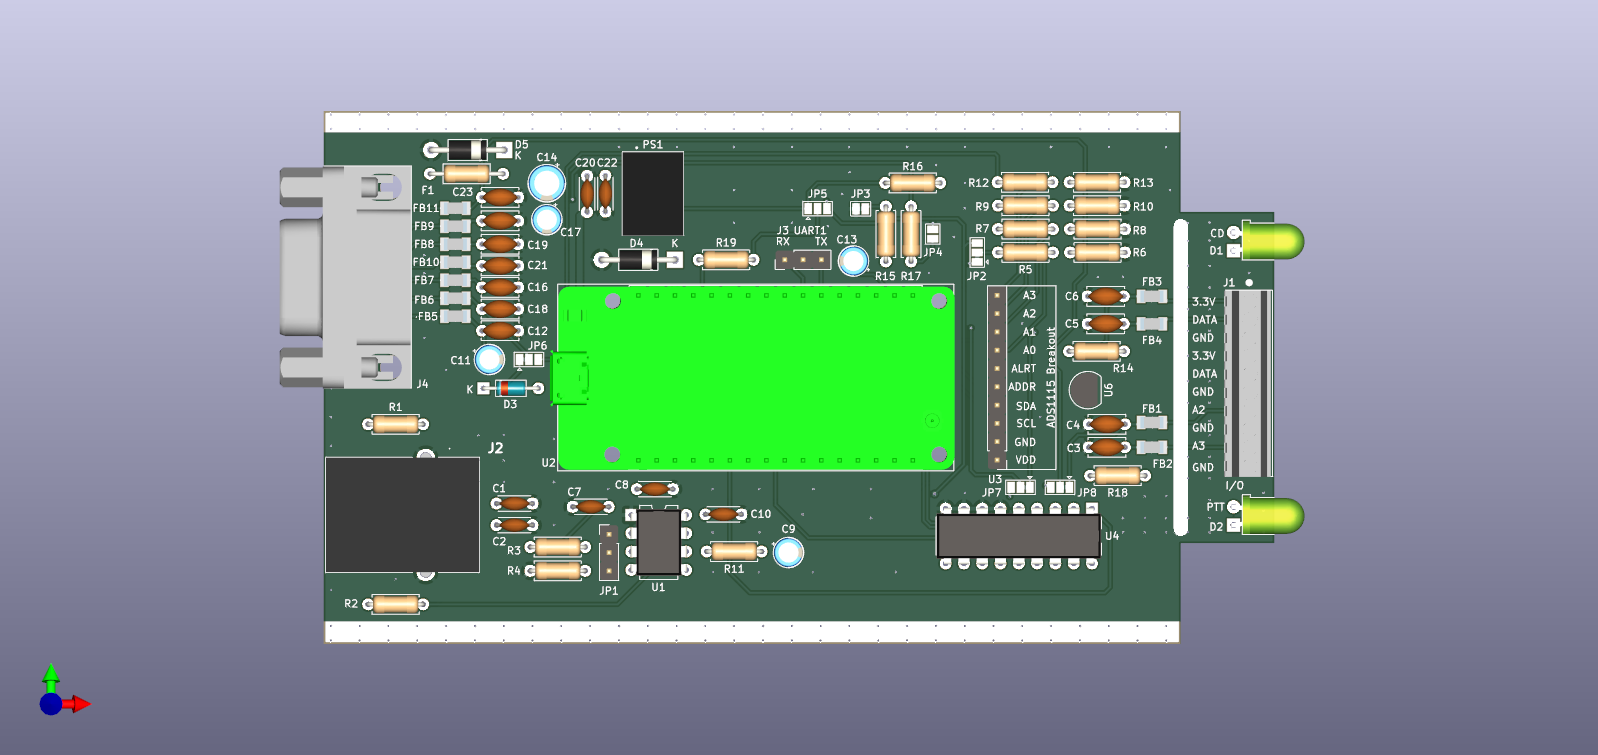 D5
K
PS1
C14
C20 C22
R16
F1
C23
R12
R13
FB11
JP5
JP3
R9
R10
FB9
C17
J3 UART1
RX
TX
C13
R7
R8
FB8
C19
D4
K
R19
JP4
CD
D1
FB10
C21
R15
R17
JP2
R5
R6
FB7
C16
FB3
J1
FB6
C18
A3
C6
3.3V
FB5
C12
A2
DATA
JP6
A1
C5
FB4
GND
C11
A0
3.3V
J4
ALRT
R14
DATA
K
D3
ADDR
U6
GND
R1
SDA
ADS1115 Breakout
FB1
A2
SCL
C4
GND
J2
GND
C3
A3
U2
VDD
FB2
GND
U3
I/O
C1
C7
C8
JP7
JP8
R18
PTT
D2
C10
C9
U4
C2
R3
R4
R11
JP1
U1
R2